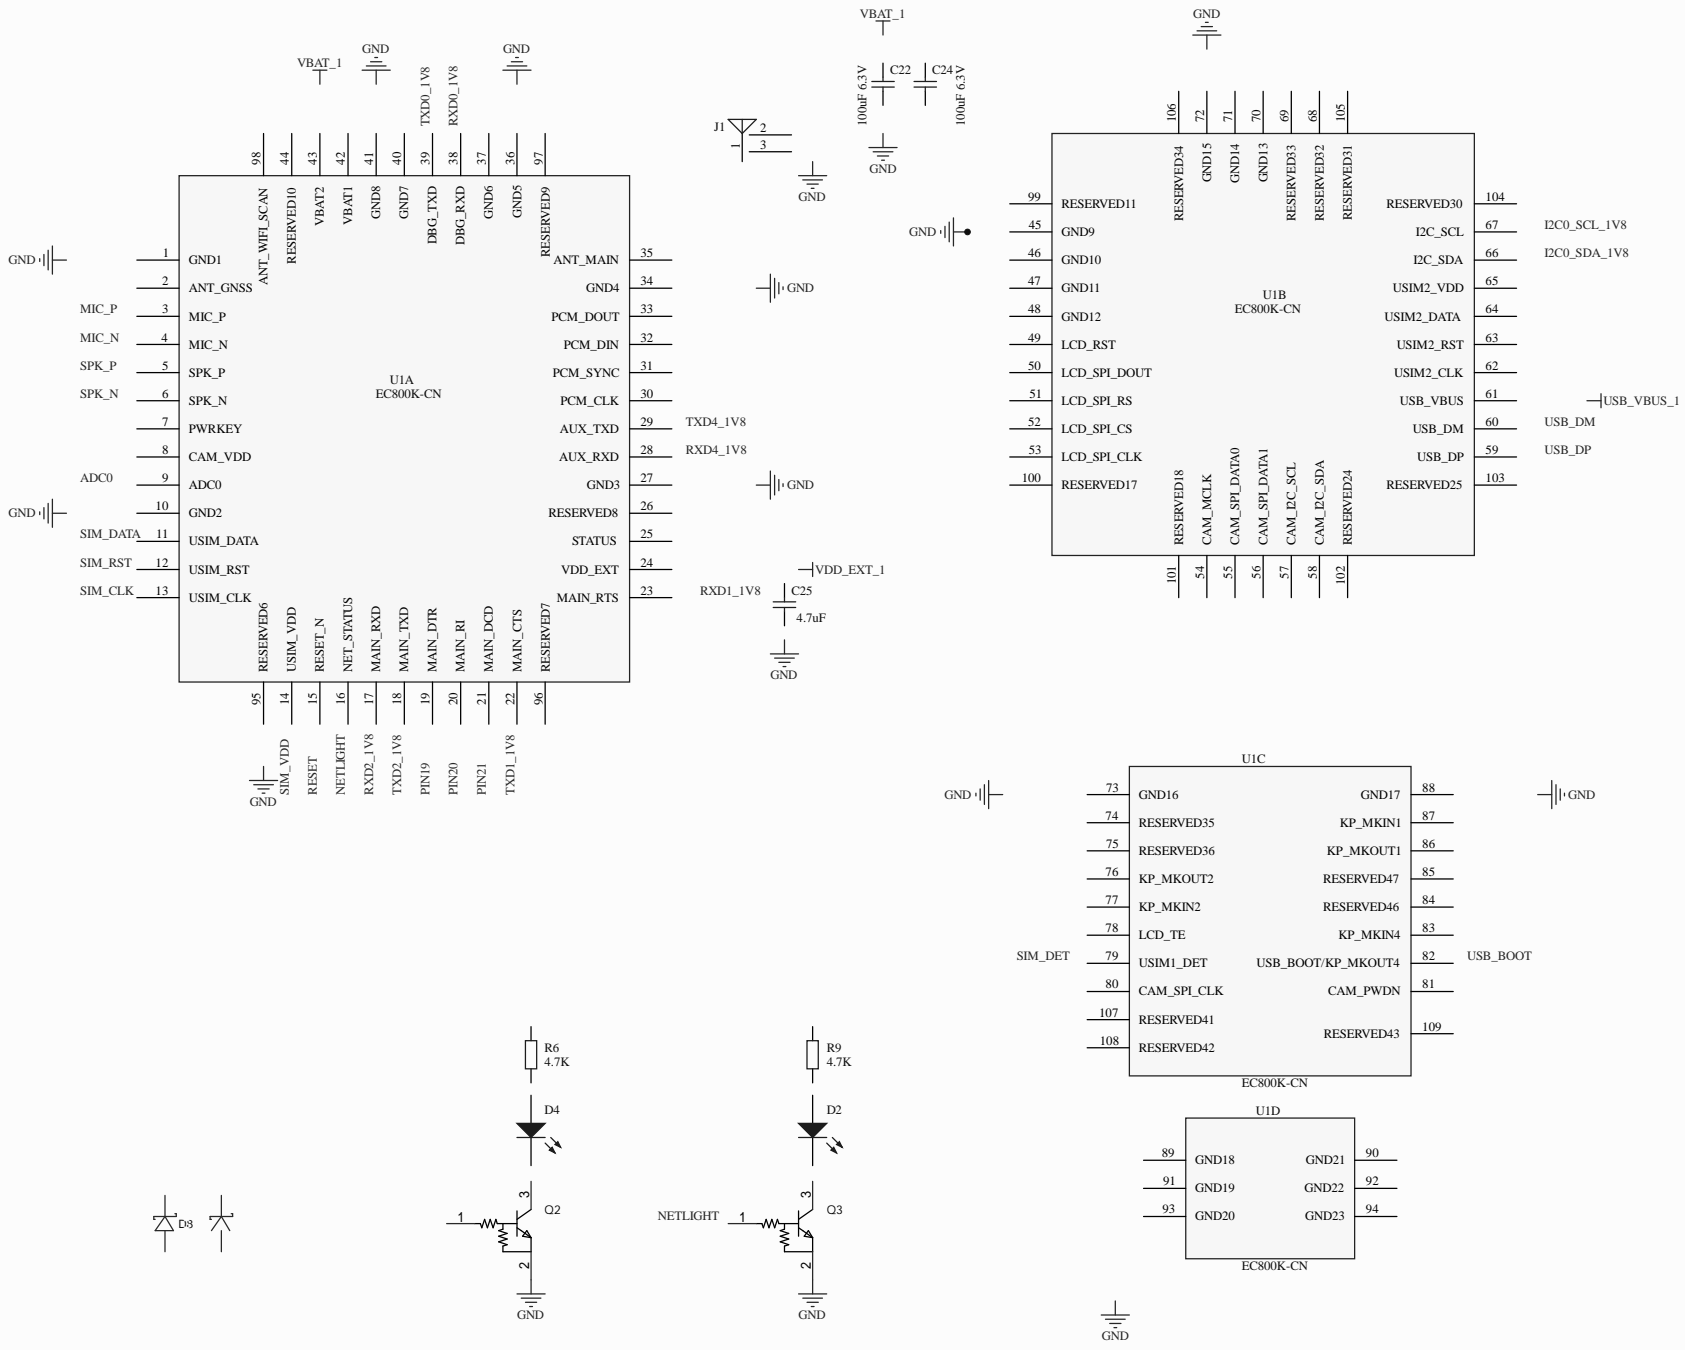 VBAT_1
GND
GND
TXD0_1V8
RXD0_1V8
98
44
43
42
41
40
39
38
37
36
97
ANT_WIFI_SCAN
RESERVED10
VBAT2
VBAT1
GND8
GND7
DBG_TXD
DBG_RXD
GND6
GND5
RESERVED9
GND
1 GND1
2 ANT_GNSS
MIC_P 3 MIC_P
MIC_N 4 MIC_N
SPK_P 5 SPK_P
SPK_N 6 SPK_N
7 PWRKEY
8 CAM_VDD
ADC0 9 ADC0
GND 10 GND2
SIM_DATA 11 USIM_DATA
SIM_RST 12 USIM_RST
SIM_CLK 13 USIM_CLK
U1A
EC800K-CN
ANT_MAIN 35
GND4 34 GND
PCM_DOUT 33
PCM_DIN 32
PCM_SYNC 31
PCM_CLK 30
AUX_TXD 29 TXD4_1V8
AUX_RXD 28 RXD4_1V8
GND3 27 GND
RESERVED8 26
STATUS 25
VDD_EXT 24 VDD_EXT_1
MAIN_RTS 23 RXD1_1V8
C25
4.7uF
GND
RESERVED6
USIM_VDD
RESET_N
NET_STATUS
MAIN_RXD
MAIN_TXD
MAIN_DTR
MAIN_RI
MAIN_DCD
MAIN_CTS
RESERVED7
95
14
15
16
17
18
19
20
21
22
96
GND
SIM_VDD
RESET
NETLIGHT
RXD2_1V8
TXD2_1V8
PIN19
PIN20
PIN21
TXD1_1V8
J1
1
2
3
GND
VBAT_1
100uF 6.3V
C22
C24
100uF 6.3V
GND
GND
106
72
71
70
69
68
105
RESERVED34
GND15
GND14
GND13
RESERVED33
RESERVED32
RESERVED31
99 RESERVED11
GND 45 GND9
46 GND10
47 GND11
48 GND12
49 LCD_RST
50 LCD_SPI_DOUT
51 LCD_SPI_RS
52 LCD_SPI_CS
53 LCD_SPI_CLK
100 RESERVED17
U1B
EC800K-CN
RESERVED30 104
I2C_SCL 67 I2C0_SCL_1V8
I2C_SDA 66 I2C0_SDA_1V8
USIM2_VDD 65
USIM2_DATA 64
USIM2_RST 63
USIM2_CLK 62
USB_VBUS 61 USB_VBUS_1
USB_DM 60 USB_DM
USB_DP 59 USB_DP
RESERVED25 103
RESERVED18
CAM_MCLK
CAM_SPI_DATA0
CAM_SPI_DATA1
CAM_I2C_SCL
CAM_I2C_SDA
RESERVED24
101
54
55
56
57
58
102
U1C
GND 73 GND16
74 RESERVED35
75 RESERVED36
76 KP_MKOUT2
77 KP_MKIN2
78 LCD_TE
SIM_DET 79 USIM1_DET
80 CAM_SPI_CLK
107 RESERVED41
108 RESERVED42
GND17 88 GND
KP_MKIN1 87
KP_MKOUT1 86
RESERVED47 85
RESERVED46 84
KP_MKIN4 83
USB_BOOT/KP_MKOUT4 82 USB_BOOT
CAM_PWDN 81
RESERVED43 109
EC800K-CN
U1D
89 GND18 GND21 90
91 GND19 GND22 92
93 GND20 GND23 94
EC800K-CN
GND
R6
4.7K
D4
3
1
Q2
2
GND
R9
4.7K
D2
3
NETLIGHT 1
Q3
2
GND